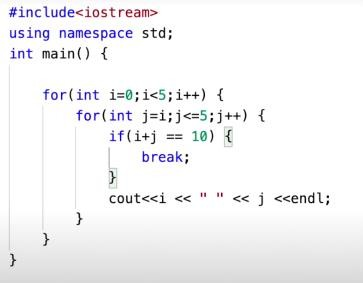 #include<iostream>
using namespace std;
int main() {
for(int i=0;i<5;i++) {
for(int j=i;j<=5;j++) {
if(i+j == 10) {
break;
}
cout<<i << " " << j <<endl;
}
}
}